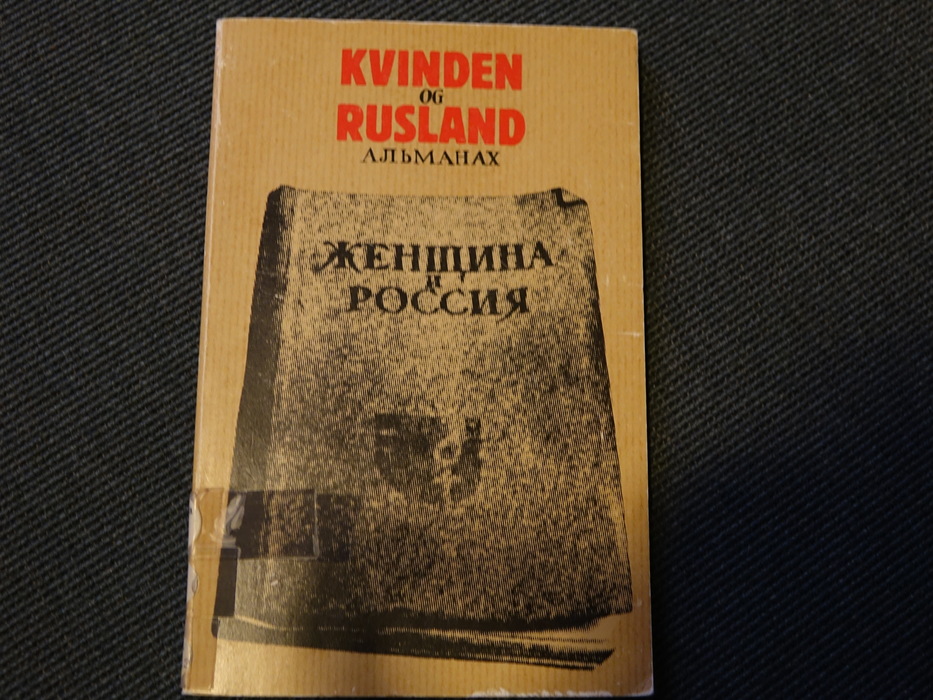 KVINDEN
OG
RUSLAND
АЛЬМАНАХ
ЖЕНЩИНА
и
РОССИЯ